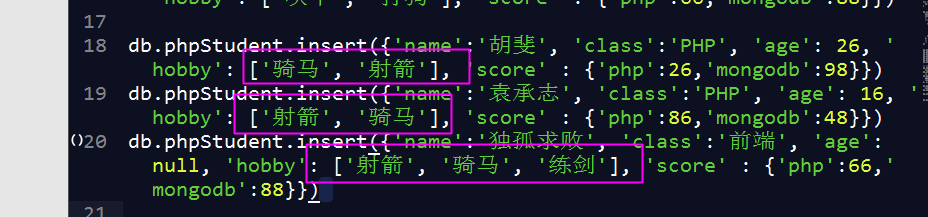 17
18 db.phpStudent.insert({'name':'胡斐', 'class':'PHP', 'age': 26, '
hobby': ['骑马', '射箭'], 'score' : {'php':26,'mongodb':98}})
19 db.phpStudent.insert({'name':'袁承志', 'class':'PHP', 'age': 16, '
hobby': ['射箭', '骑马'], 'score' : {'php':86,'mongodb':48}})
()20 db.phpStudent.insert({'name':'独孤求败', 'class':'前端', 'age':
null, 'hobby': ['射箭', '骑马', '练剑'], 'score' : {'php':66,'
mongodb':88}})
21